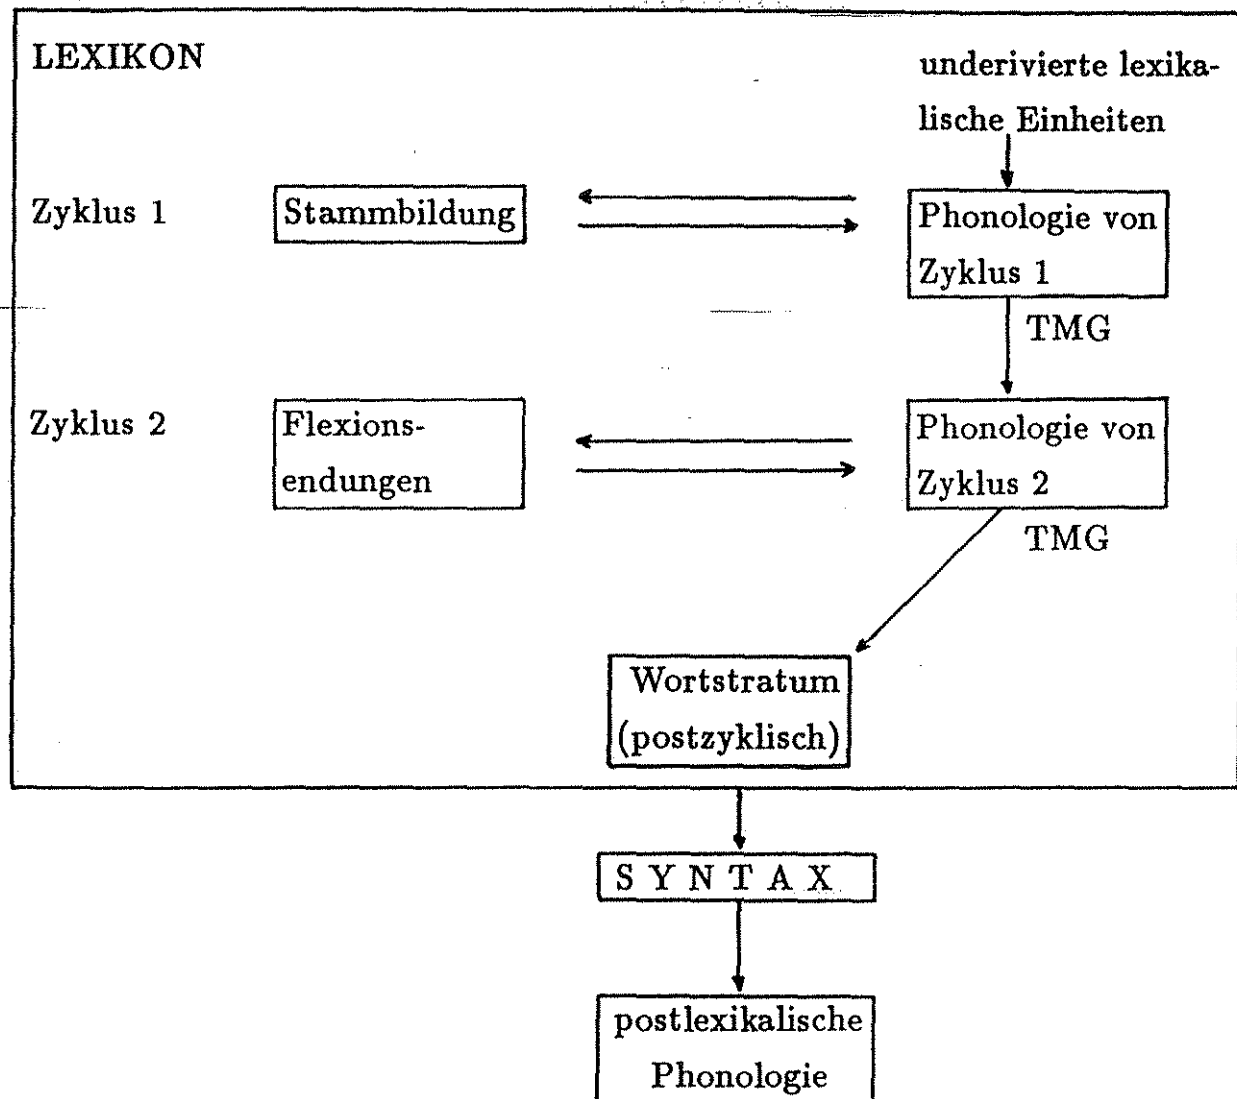 LEXIKON
underivierte lexika-
lische Einheiten
Zyklus 1
Stammbildung
Phonologie von
Zyklus 1
TMG
Zyklus 2
Flexions-
endungen
Phonologie von
Zyklus 2
TMG
Wortstratum
(postzyklisch)
S Y N T A X
postlexikalische
Phonologie